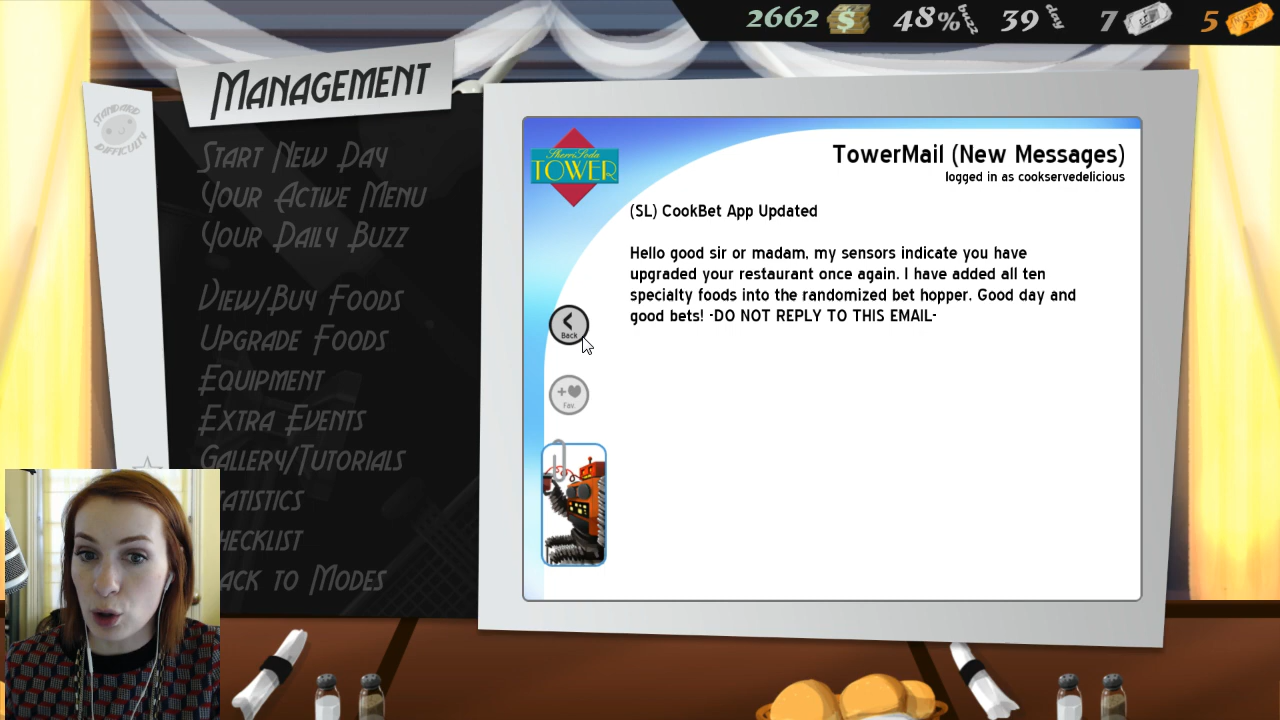 2662 $ 48% buzz 39 day 7 5
MANAGEMENT
STANDARD DIFFICULTY
START NEW DAY
YOUR ACTIVE MENU
YOUR DAILY BUZZ
VIEW/BUY FOODS
UPGRADE FOODS
EQUIPMENT
EXTRA EVENTS
GALLERY/TUTORIALS
TATISTICS
HECKLIST
ACK TO MODES
SherriSoda
TOWER
TowerMail (New Messages)
logged in as cookservedelicious
(SL) CookBet App Updated
Hello good sir or madam, my sensors indicate you have
upgraded your restaurant once again. I have added all ten
specialty foods into the randomized bet hopper. Good day and
good bets! -DO NOT REPLY TO THIS EMAIL-
Back
+
Fav.